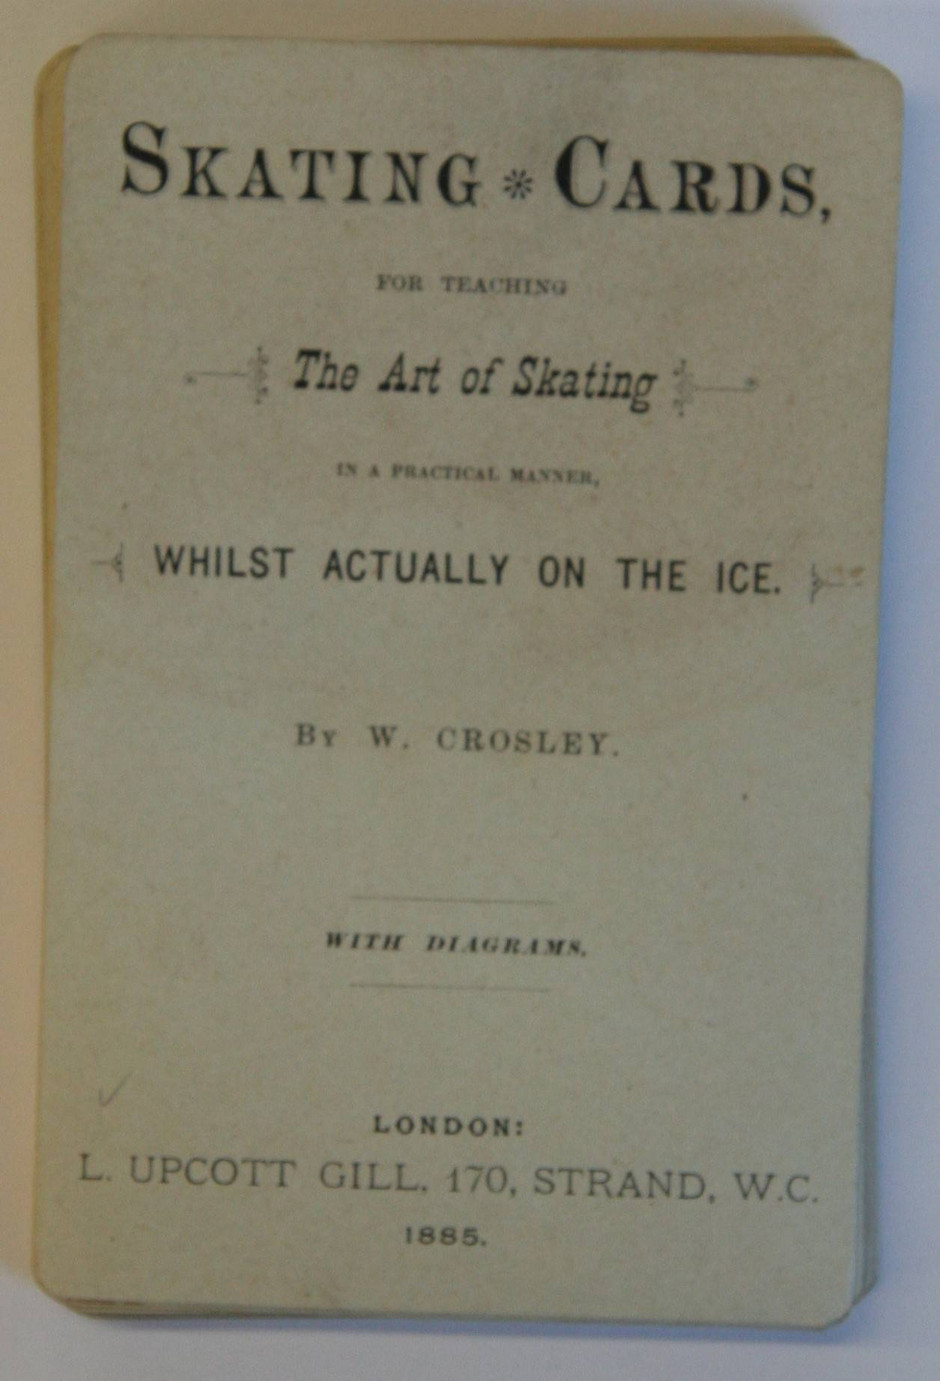 SKATING * CARDS,
FOR TEACHING
The Art of Skating
IN A PRACTICAL MANNER,
WHILST ACTUALLY ON THE ICE.
BY W. CROSLEY.
WITH DIAGRAMS.
LONDON:
L. UPCOTT GILL, 170, STRAND, W.C.
1885.